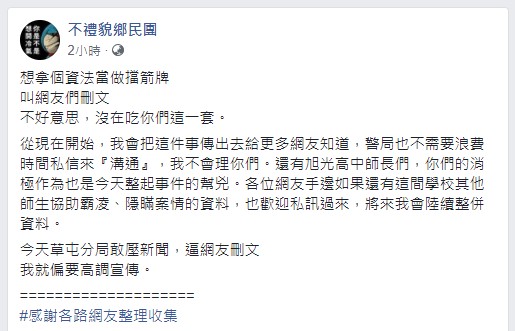 不禮貌鄉民團
2小時 ·
你是不是
想開冷氣
想拿個資法當做擋箭牌
叫網友們刪文
不好意思，沒在吃你們這一套。
從現在開始，我會把這件事傳出去給更多網友知道，警局也不需要浪費
時間私信來『溝通』，我不會理你們。還有旭光高中師長們，你們的消
極作為也是今天整起事件的幫兇。各位網友手邊如果還有這間學校其他
師生協助霸凌、隱瞞案情的資料，也歡迎私訊過來，將來我會陸續整併
資料。
今天草屯分局敢壓新聞，逼網友刪文
我就偏要高調宣傳。
====================
#感謝各路網友整理收集